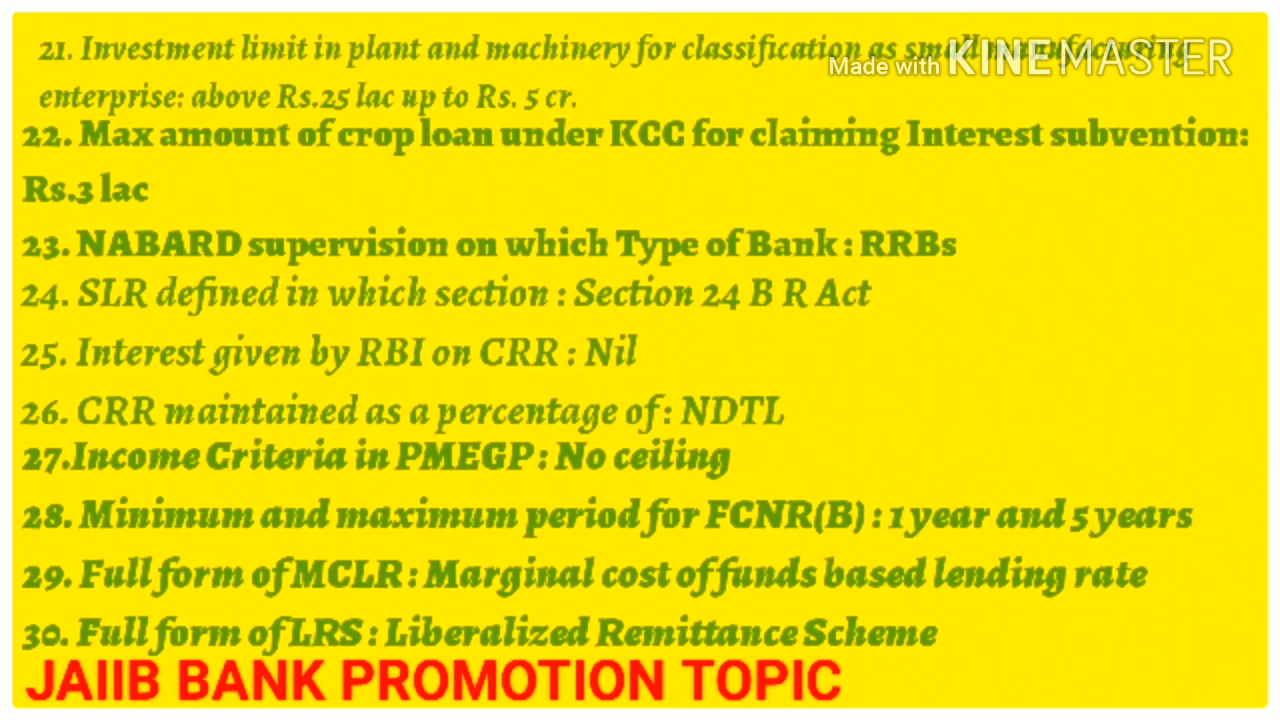 21. Investment limit in plant and machinery for classification as small manufacturing
Made with KINEMASTER
enterprise: above Rs.25 lac up to Rs. 5 cr.
22. Max amount of crop loan under KCC for claiming Interest subvention:
Rs.3 lac
23. NABARD supervision on which Type of Bank : RRBs
24. SLR defined in which section : Section 24 B R Act
25. Interest given by RBI on CRR : Nil
26. CRR maintained as a percentage of : NDTL
27.Income Criteria in PMEGP : No ceiling
28. Minimum and maximum period for FCNR(B) : 1 year and 5 years
29. Full form of MCLR : Marginal cost of funds based lending rate
30. Full form of LRS : Liberalized Remittance Scheme
JAIIB BANK PROMOTION TOPIC